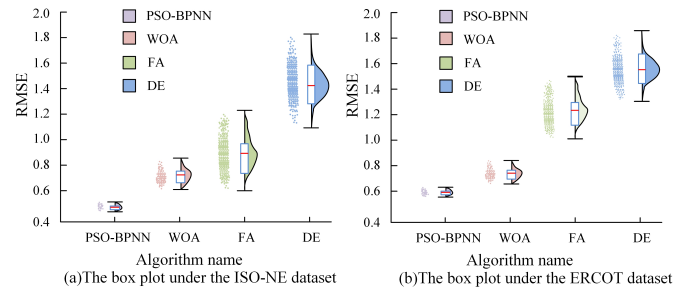 2.0
1.8
1.6
1.4
1.2
1.0
0.8
0.6
0.4
RMSE
PSO-BPNN
WOA
FA
DE
PSO-BPNN WOA FA DE
Algorithm name
(a)The box plot under the ISO-NE dataset
2.0
1.8
1.6
1.4
1.2
1.0
0.8
0.6
0.4
RMSE
PSO-BPNN
WOA
FA
DE
PSO-BPNN WOA FA DE
Algorithm name
(b)The box plot under the ERCOT dataset